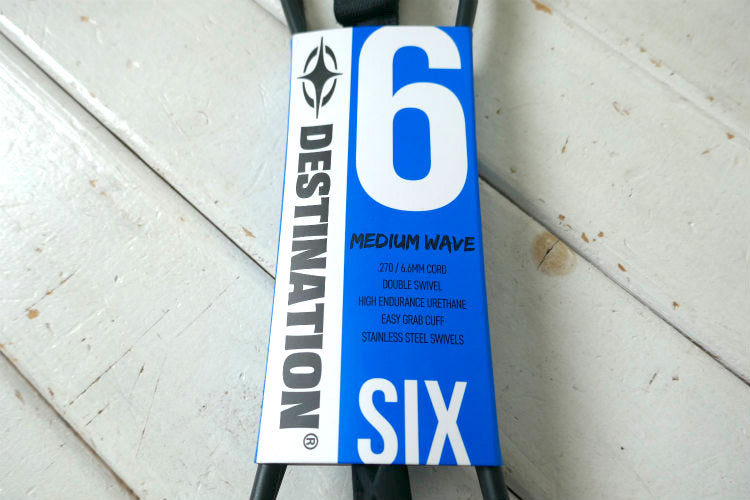 DESTINATION®
6
MEDIUM WAVE
.270 / 6.6MM CORD
DOUBLE SWIVEL
HIGH ENDURANCE URETHANE
EASY GRAB CUFF
STAINLESS STEEL SWIVELS
SIX